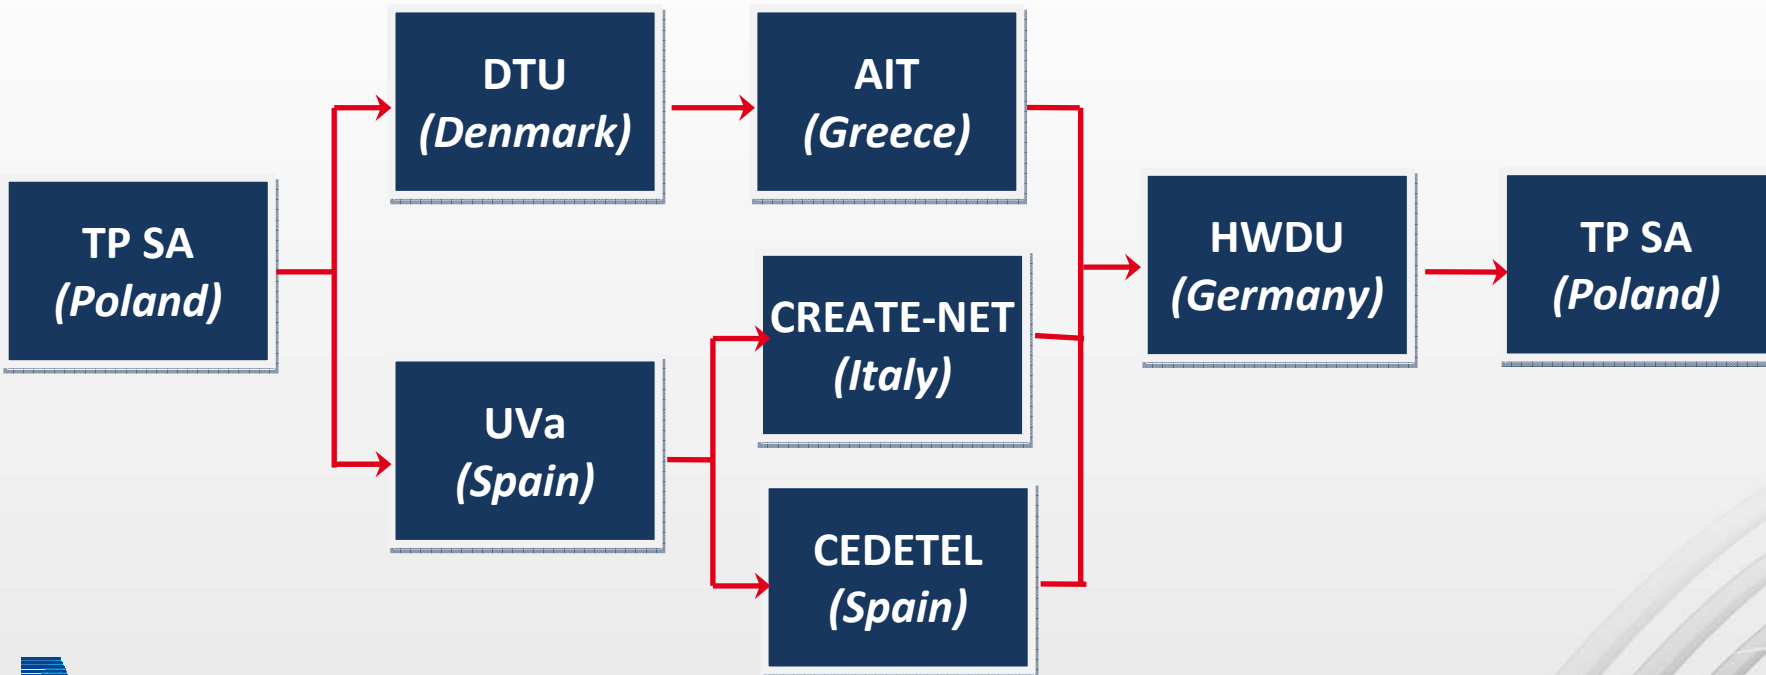 TP SA
(Poland)
DTU
(Denmark)
AIT
(Greece)
UVa
(Spain)
CREATE-NET
(Italy)
CEDETEL
(Spain)
HWDU
(Germany)
TP SA
(Poland)